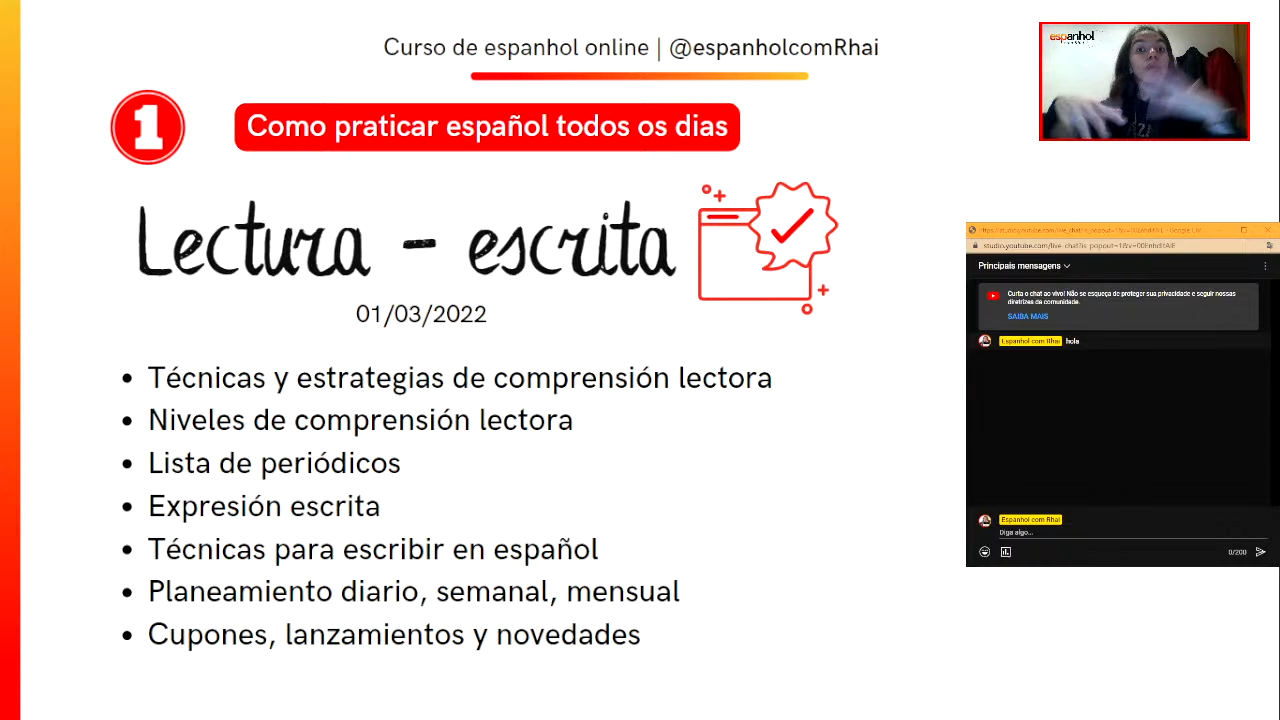 Curso de espanhol online | @espanholcomRhai
1
Como praticar español todos os dias
Lectura - escrita
01/03/2022
• Técnicas y estrategias de comprensión lectora
• Niveles de comprensión lectora
• Lista de periódicos
• Expresión escrita
• Técnicas para escribir en español
• Planeamiento diario, semanal, mensual
• Cupones, lanzamientos y novedades
espanhol
Principais mensagens
Curta o chat ao vivo! Não se esqueça de proteger sua privacidade e seguir nossas
diretrizes da comunidade.
SAIBA MAIS
Espanhol com Rhai hola
Espanhol com Rhai
Diga algo...
0/200